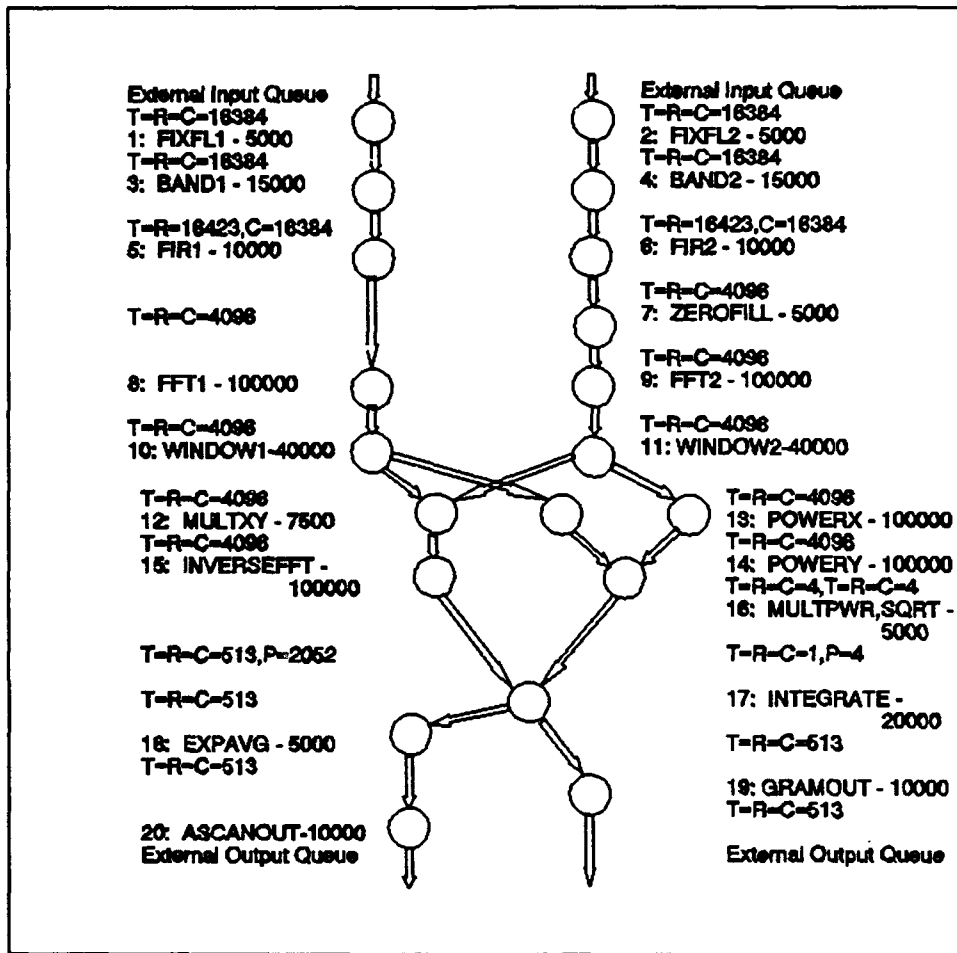 External Input Queue
T=R=C=16384
1: FIXFL1 - 5000
T=R=C=16384
3: BAND1 - 15000
T=R=16423,C=16384
5: FIR1 - 10000
T=R=C=4096
8: FFT1 - 100000
T=R=C=4096
10: WINDOW1-40000
T=R=C=4096
12: MULTXY - 7500
T=R=C=4096
15: INVERSEFFT -
100000
T=R=C=513,P=2052
T=R=C=513
18: EXPAVG - 5000
T=R=C=513
20: ASCANOUT-10000
External Output Queue
External Input Queue
T=R=C=16384
2: FIXFL2 - 5000
T=R=C=16384
4: BAND2 - 15000
T=R=16423,C=16384
6: FIR2 - 10000
T=R=C=4096
7: ZEROFILL - 5000
T=R=C=4096
9: FFT2 - 100000
T=R=C=4096
11: WINDOW2-40000
T=R=C=4096
13: POWERX - 100000
T=R=C=4096
14: POWERY - 100000
T=R=C=4,T=R=C=4
16: MULTPWR,SQRT -
5000
T=R=C=1,P=4
17: INTEGRATE -
20000
T=R=C=513
19: GRAMOUT - 10000
T=R=C=513
External Output Queue